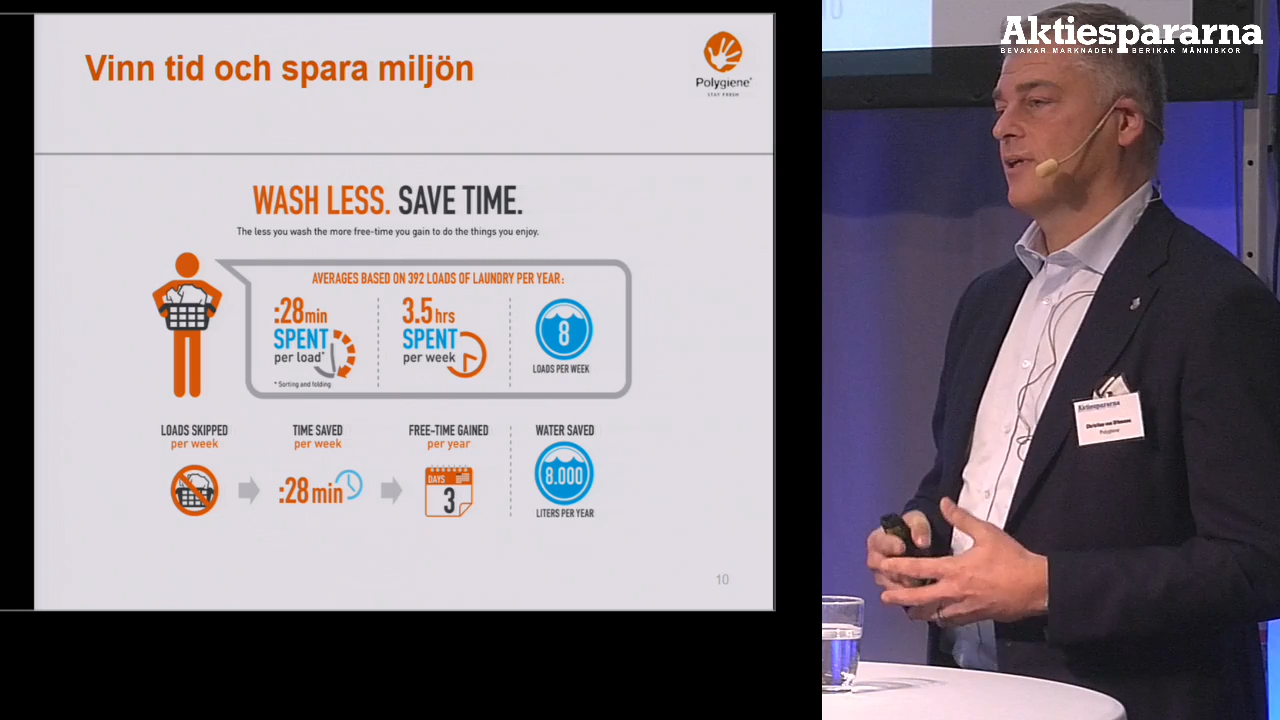 Vinn tid och spara miljön
Polygiene
STAY FRESH
WASH LESS. SAVE TIME.
The less you wash the more free-time you gain to do the things you enjoy.
AVERAGES BASED ON 392 LOADS OF LAUNDRY PER YEAR:
:28min
SPENT
per load*
* Sorting and folding
3.5 hrs
SPENT
per week
8
LOADS PER WEEK
LOADS SKIPPED
per week
TIME SAVED
per week
:28 min
FREE-TIME GAINED
per year
DAYS
3
WATER SAVED
8.000
LITERS PER YEAR
10
Aktiespararna
BEVAKAR MARKNADEN BERIKAR MÄNNISKOR
Aktiespararna
Polygiene